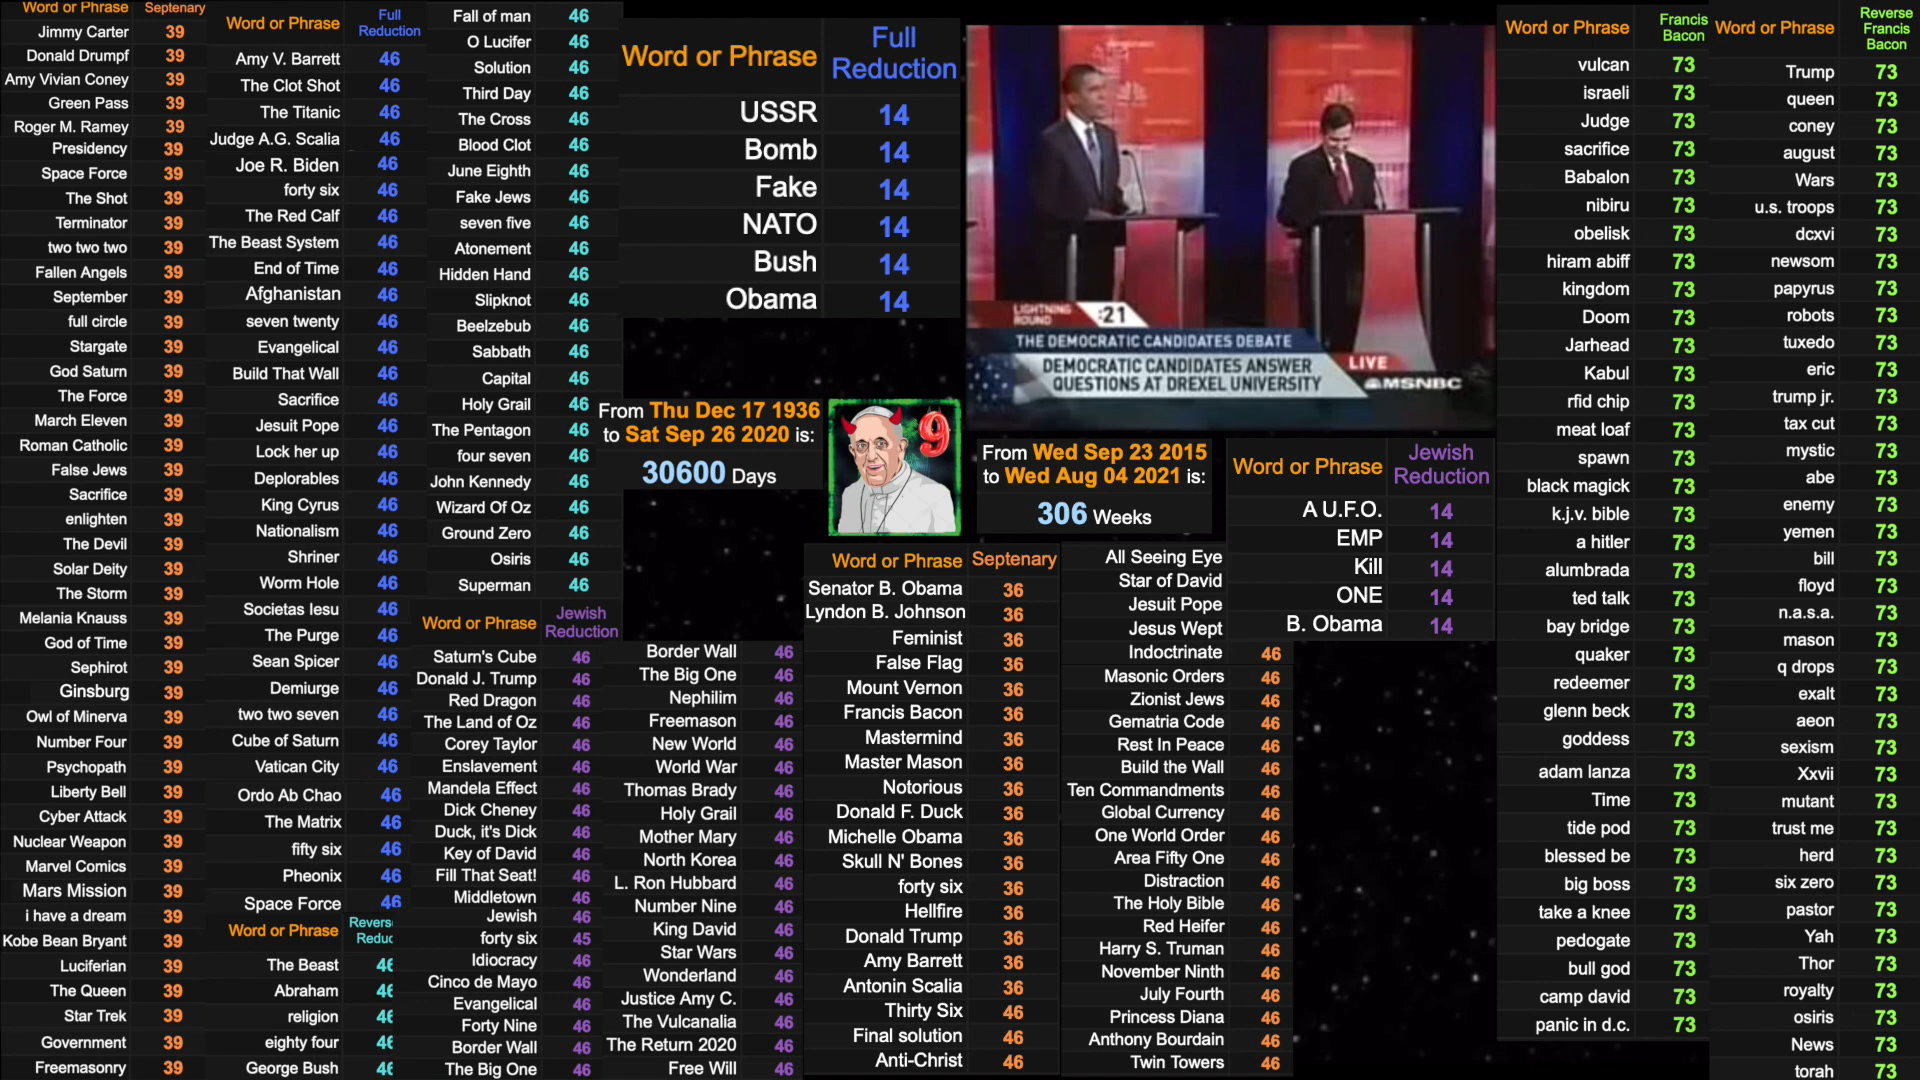 Word or Phrase Septenary
Jimmy Carter 39
Donald Drumpf 39
Amy Vivian Coney 39
Green Pass 39
Roger M. Ramey 39
Presidency 39
Space Force 39
The Shot 39
Terminator 39
two two two 39
Fallen Angels 39
September 39
full circle 39
Stargate 39
God Saturn 39
The Force 39
March Eleven 39
Roman Catholic 39
False Jews 39
Sacrifice 39
enlighten 39
The Devil 39
Solar Deity 39
The Storm 39
Melania Knauss 39
God of Time 39
Sephirot 39
Ginsburg 39
Owl of Minerva 39
Number Four 39
Psychopath 39
Liberty Bell 39
Cyber Attack 39
Nuclear Weapon 39
Marvel Comics 39
Mars Mission 39
i have a dream 39
Kobe Bean Bryant 39
Luciferian 39
The Queen 39
Star Trek 39
Government 39
Freemasonry 39
Word or Phrase Full Reduction
Amy V. Barrett 46
The Clot Shot 46
The Titanic 46
Judge A.G. Scalia 46
Joe R. Biden 46
forty six 46
The Red Calf 46
The Beast System 46
End of Time 46
Afghanistan 46
seven twenty 46
Evangelical 46
Build That Wall 46
Sacrifice 46
Jesuit Pope 46
Lock her up 46
Deplorables 46
King Cyrus 46
Nationalism 46
Shriner 46
Worm Hole 46
Societas Iesu 46
The Purge 46
Sean Spicer 46
Demiurge 46
two two seven 46
Cube of Saturn 46
Vatican City 46
Ordo Ab Chao 46
The Matrix 46
fifty six 46
Pheonix 46
Space Force 46
Word or Phrase Revers Reduc
The Beast 46
Abraham 46
religion 46
eighty four 46
George Bush 46
Fall of man 46
O Lucifer 46
Solution 46
Third Day 46
The Cross 46
Blood Clot 46
June Eighth 46
Fake Jews 46
seven five 46
Atonement 46
Hidden Hand 46
Slipknot 46
Beelzebub 46
Sabbath 46
Capital 46
Holy Grail 46
The Pentagon 46
four seven 46
John Kennedy 46
Wizard Of Oz 46
Ground Zero 46
Osiris 46
Superman 46
Word or Phrase Jewish Reduction
Saturn's Cube 46
Donald J. Trump 46
Red Dragon 46
The Land of Oz 46
Corey Taylor 46
Enslavement 46
Mandela Effect 46
Dick Cheney 46
Duck, it's Dick 46
Key of David 46
Fill That Seat! 46
Middletown 46
Jewish 46
forty six 45
Idiocracy 46
Cinco de Mayo 46
Evangelical 46
Forty Nine 46
Border Wall 46
The Big One 46
Word or Phrase Full Reduction
USSR 14
Bomb 14
Fake 14
NATO 14
Bush 14
Obama 14
From Thu Dec 17 1936
to Sat Sep 26 2020 is:
30600 Days
9
Border Wall 46
The Big One 46
Nephilim 46
Freemason 46
New World 46
World War 46
Thomas Brady 46
Holy Grail 46
Mother Mary 46
North Korea 46
L. Ron Hubbard 46
Number Nine 46
King David 46
Star Wars 46
Wonderland 46
Justice Amy C. 46
The Vulcanalia 46
The Return 2020 46
Free Will 46
LIGHTNING
ROUND :21
THE DEMOCRATIC CANDIDATES DEBATE
DEMOCRATIC CANDIDATES ANSWER
QUESTIONS AT DREXEL UNIVERSITY
LIVE
MSNBC
From Wed Sep 23 2015
to Wed Aug 04 2021 is:
306 Weeks
Word or Phrase Septenary
Senator B. Obama 36
Lyndon B. Johnson 36
Feminist 36
False Flag 36
Mount Vernon 36
Francis Bacon 36
Mastermind 36
Master Mason 36
Notorious 36
Donald F. Duck 36
Michelle Obama 36
Skull N' Bones 36
forty six 36
Hellfire 36
Donald Trump 36
Amy Barrett 36
Antonin Scalia 36
Thirty Six 46
Final solution 46
Anti-Christ 46
All Seeing Eye
Star of David
Jesuit Pope
Jesus Wept
Indoctrinate 46
Masonic Orders 46
Zionist Jews 46
Gematria Code 46
Rest In Peace 46
Build the Wall 46
Ten Commandments 46
Global Currency 46
One World Order 46
Area Fifty One 46
Distraction 46
The Holy Bible 46
Red Heifer 46
Harry S. Truman 46
November Ninth 46
July Fourth 46
Princess Diana 46
Anthony Bourdain 46
Twin Towers 46
Word or Phrase Jewish Reduction
A U.F.O. 14
EMP 14
Kill 14
ONE 14
B. Obama 14
Word or Phrase Francis Bacon
vulcan 73
israeli 73
Judge 73
sacrifice 73
Babalon 73
nibiru 73
obelisk 73
hiram abiff 73
kingdom 73
Doom 73
Jarhead 73
Kabul 73
rfid chip 73
meat loaf 73
spawn 73
black magick 73
k.j.v. bible 73
a hitler 73
alumbrada 73
ted talk 73
bay bridge 73
quaker 73
redeemer 73
glenn beck 73
goddess 73
adam lanza 73
Time 73
tide pod 73
blessed be 73
big boss 73
take a knee 73
pedogate 73
bull god 73
camp david 73
panic in d.c. 73
Word or Phrase Reverse Francis Bacon
Trump 73
queen 73
coney 73
august 73
Wars 73
u.s. troops 73
dcxvi 73
newsom 73
papyrus 73
robots 73
tuxedo 73
eric 73
trump jr. 73
tax cut 73
mystic 73
abe 73
enemy 73
yemen 73
bill 73
floyd 73
n.a.s.a. 73
mason 73
q drops 73
exalt 73
aeon 73
sexism 73
Xxvii 73
mutant 73
trust me 73
herd 73
six zero 73
pastor 73
Yah 73
Thor 73
royalty 73
osiris 73
News 73
torah 73